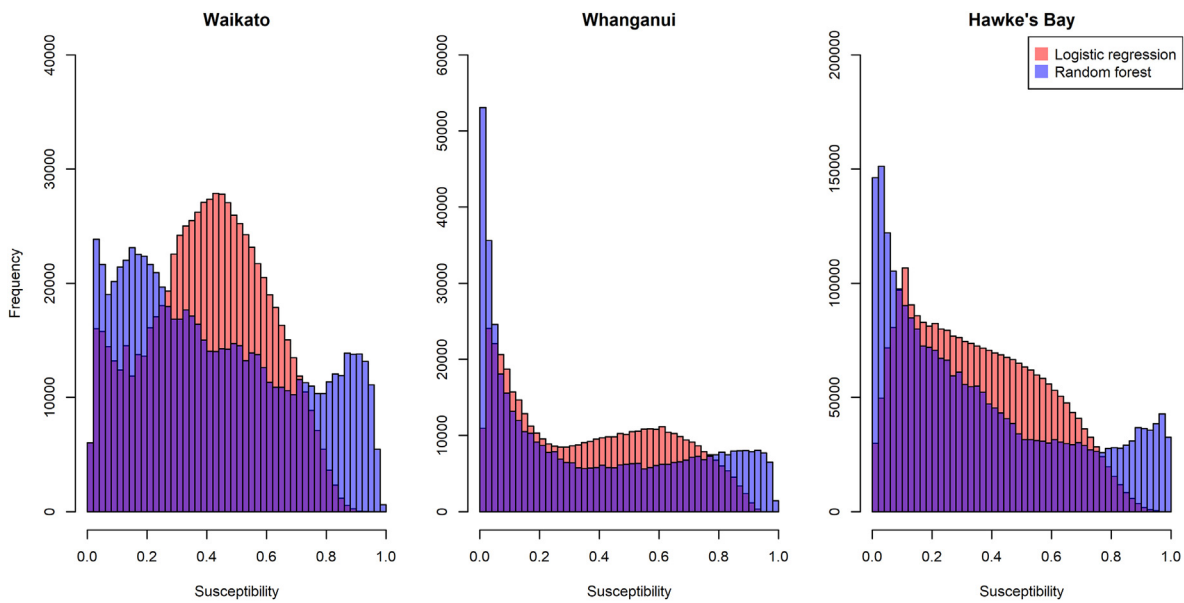 Waikato
Whanganui
Hawke's Bay
Logistic regression
Random forest
Frequency
40000
30000
20000
10000
0
0.0 0.2 0.4 0.6 0.8 1.0
Susceptibility
60000
50000
40000
30000
20000
10000
0
0.0 0.2 0.4 0.6 0.8 1.0
Susceptibility
200000
150000
100000
50000
0
0.0 0.2 0.4 0.6 0.8 1.0
Susceptibility